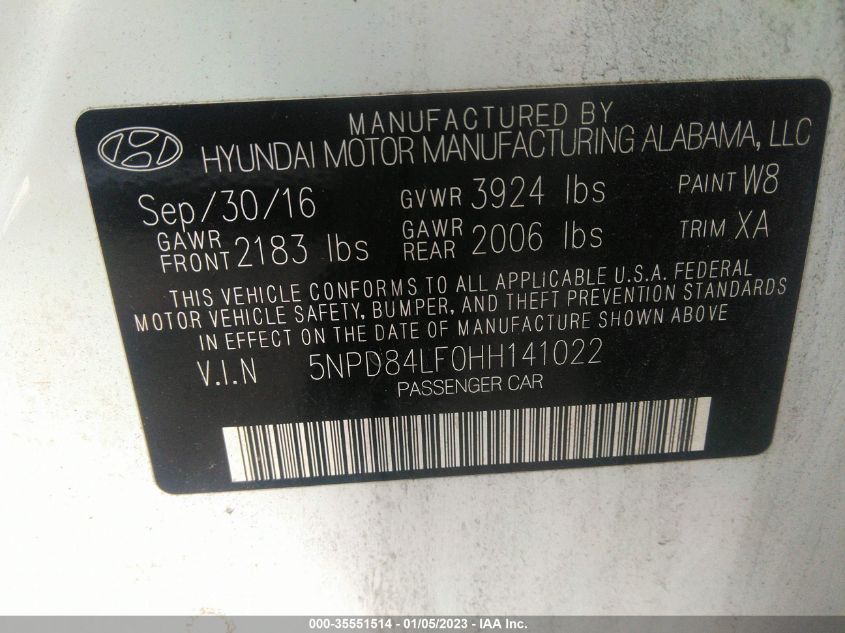 MANUFACTURED BY
HYUNDAI MOTOR MANUFACTURING ALABAMA, LLC
Sep/30/16 GVWR 3924 lbs PAINT W8
GAWR FRONT 2183 lbs GAWR REAR 2006 lbs TRIM XA
THIS VEHICLE CONFORMS TO ALL APPLICABLE U.S.A. FEDERAL
MOTOR VEHICLE SAFETY, BUMPER, AND THEFT PREVENTION STANDARDS
IN EFFECT ON THE DATE OF MANUFACTURE SHOWN ABOVE
V.I.N 5NPD84LF0HH141022
PASSENGER CAR
000-35551514 - 01/05/2023 - IAA Inc.